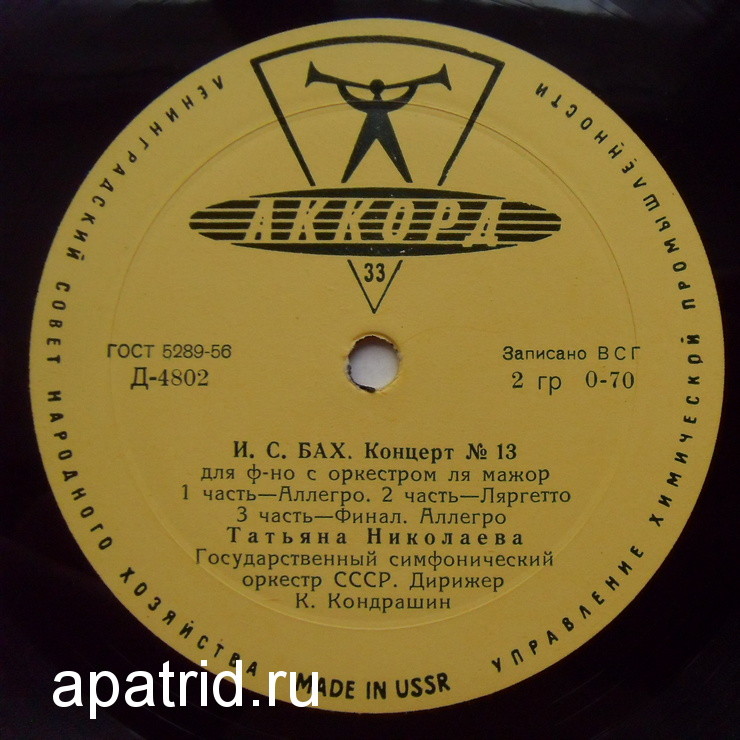 ЛЕНИНГРАДСКИЙ СОВЕТ НАРОДНОГО ХОЗЯЙСТВА
УПРАВЛЕНИЕ ХИМИЧЕСКОЙ ПРОМЫШЛЕННОСТИ
АККОРД
33
ГОСТ 5289-56
Д-4802
Записано ВСГ
2 гр 0-70
И. С. БАХ. Концерт № 13
для ф-но с оркестром ля мажор
1 часть—Аллегро. 2 часть—Ляргетто
3 часть—Финал. Аллегро
Татьяна Николаева
Государственный симфонический
оркестр СССР. Дирижер
К. Кондрашин
MADE IN USSR
apatrid.ru